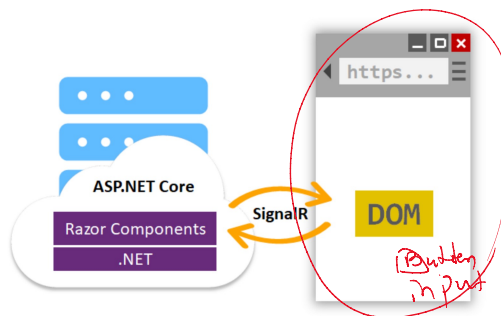 https...
ASP.NET Core
SignalR
Razor Components
.NET
DOM
Button
input